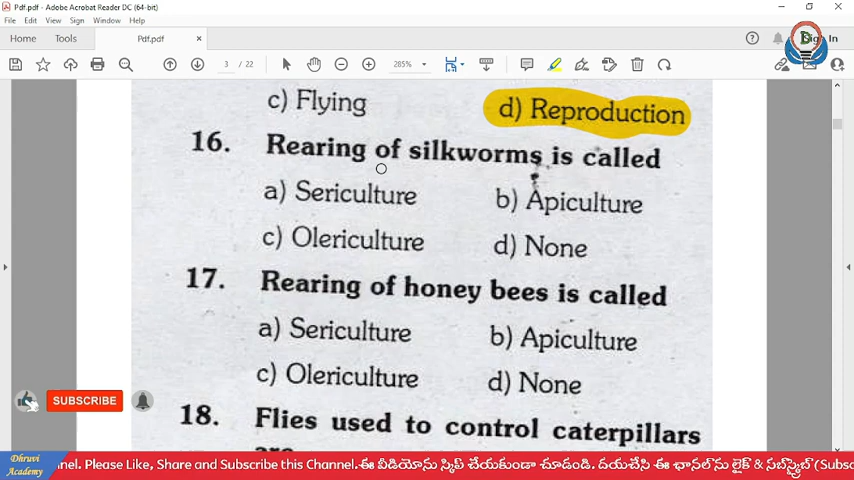 Pdf.pdf - Adobe Acrobat Reader DC (64-bit)
File Edit View Sign Window Help
Home Tools Pdf.pdf × Sign In
3 / 22 285%
c) Flying d) Reproduction
16. Rearing of silkworms is called
a) Sericulture b) Apiculture
c) Olericulture d) None
17. Rearing of honey bees is called
a) Sericulture b) Apiculture
c) Olericulture d) None
18. Flies used to control caterpillars
SUBSCRIBE
Dhruvi
Academy
nel. Please Like, Share and Subscribe this Channel. ఈ వీడియోను స్కిప్ చేయకుండా చూడండి. దయచేసి ఈ ఛానల్‌ను లైక్ & సబ్‌స్క్రైబ్ (Subsc